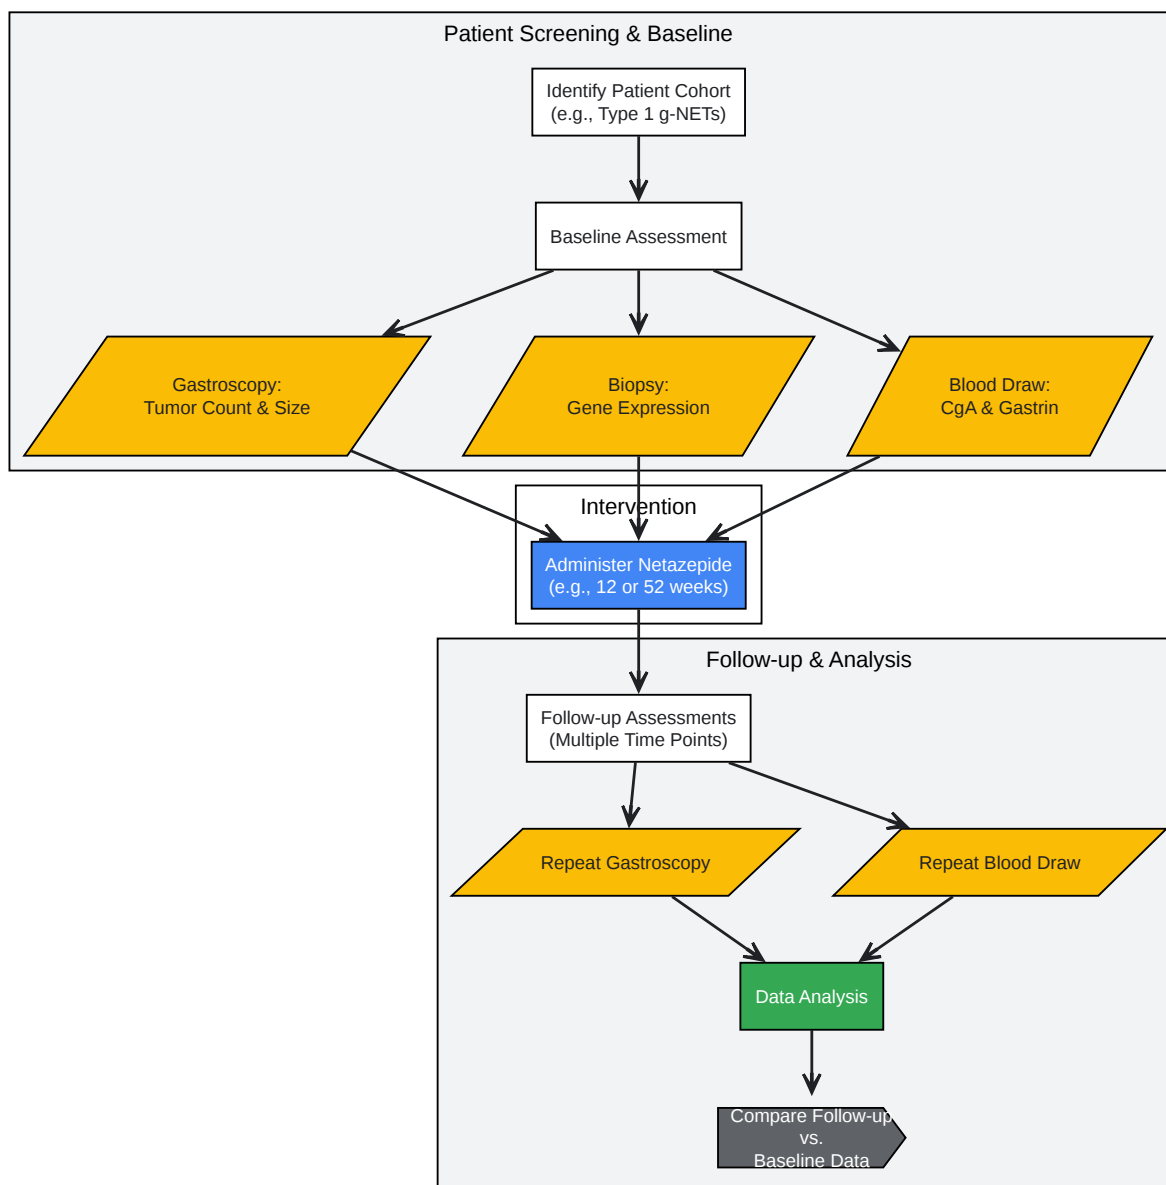 Patient Screening & Baseline
Identify Patient Cohort
(e.g., Type 1 g-NETs)
Baseline Assessment
Gastroscopy:
Tumor Count & Size
Biopsy:
Gene Expression
Blood Draw:
CgA & Gastrin
Intervention
Administer Netazepide
(e.g., 12 or 52 weeks)
Follow-up & Analysis
Follow-up Assessments
(Multiple Time Points)
Repeat Gastroscopy
Repeat Blood Draw
Data Analysis
Compare Follow-up
vs.
Baseline Data